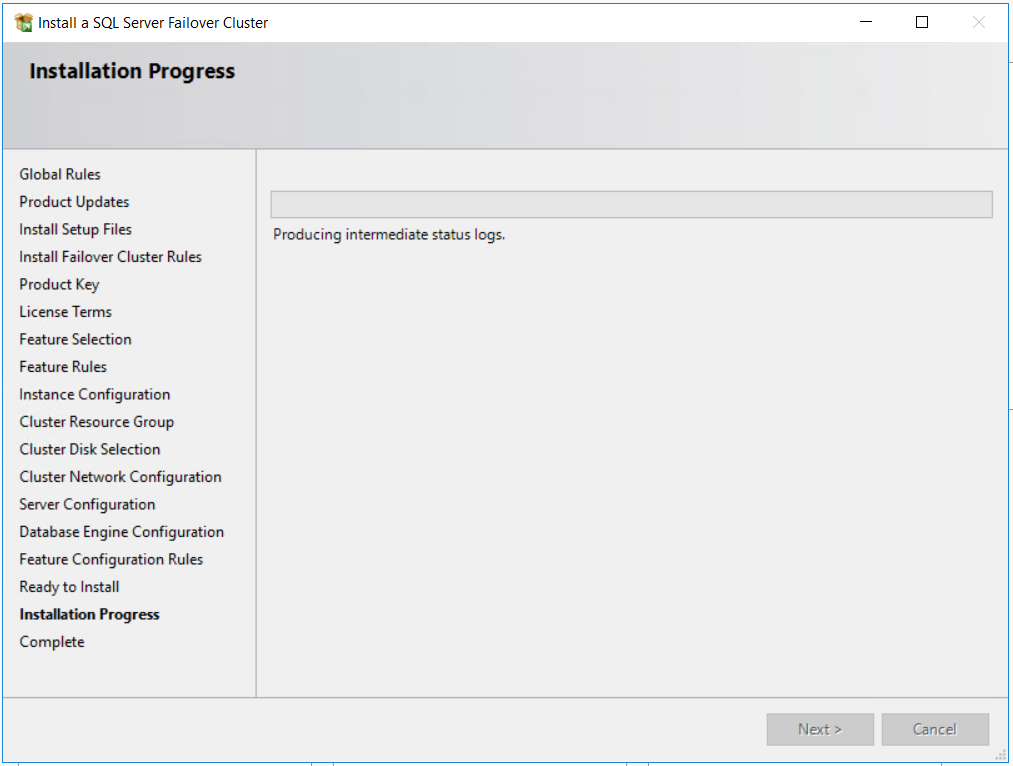 Install a SQL Server Failover Cluster
Installation Progress
Global Rules
Product Updates
Install Setup Files
Install Failover Cluster Rules
Product Key
License Terms
Feature Selection
Feature Rules
Instance Configuration
Cluster Resource Group
Cluster Disk Selection
Cluster Network Configuration
Server Configuration
Database Engine Configuration
Feature Configuration Rules
Ready to Install
Installation Progress
Complete
Producing intermediate status logs.
Next >
Cancel